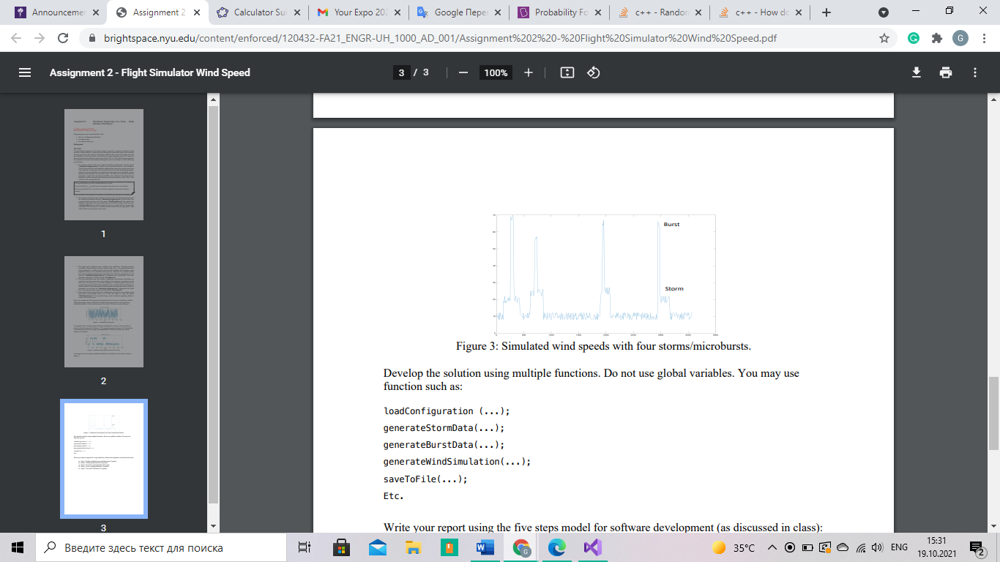 Announcemen
Assignment 2
Calculator Sui
Your Expo 202
Google Пере
Probability Fo
c++ - Randon
c++ - How do
brightspace.nyu.edu/content/enforced/120432-FA21_ENGR-UH_1000_AD_001/Assignment%202%20-%20Flight%20Simulator%20Wind%20Speed.pdf
G
Assignment 2 - Flight Simulator Wind Speed
3 / 3
100%
1
2
3
Burst
Storm
Figure 3: Simulated wind speeds with four storms/microbursts.
Develop the solution using multiple functions. Do not use global variables. You may use
function such as:
loadConfiguration (...);
generateStormData(...);
generateBurstData(...);
generateWindSimulation(...);
saveToFile(...);
Etc.
Write your report using the five steps model for software development (as discussed in class):
Введите здесь текст для поиска
35°C
ENG
15:31
19.10.2021
2